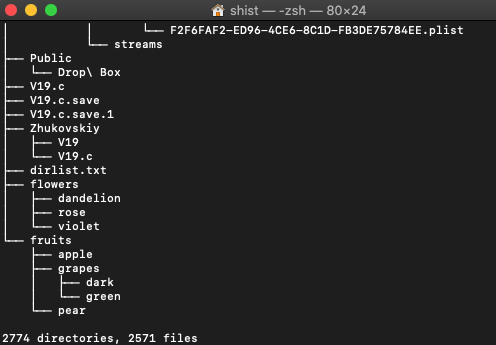 shist — -zsh — 80×24
│   │   │   └── F2F6FAF2-ED96-4CE6-8C1D-FB3DE75784EE.plist
│   │   └── streams
├── Public
│   └── Drop\ Box
├── V19.c
├── V19.c.save
├── V19.c.save.1
├── Zhukovskiy
│   ├── V19
│   └── V19.c
├── dirlist.txt
├── flowers
│   ├── dandelion
│   ├── rose
│   └── violet
└── fruits
    ├── apple
    ├── grapes
    │   ├── dark
    │   └── green
    └── pear
2774 directories, 2571 files